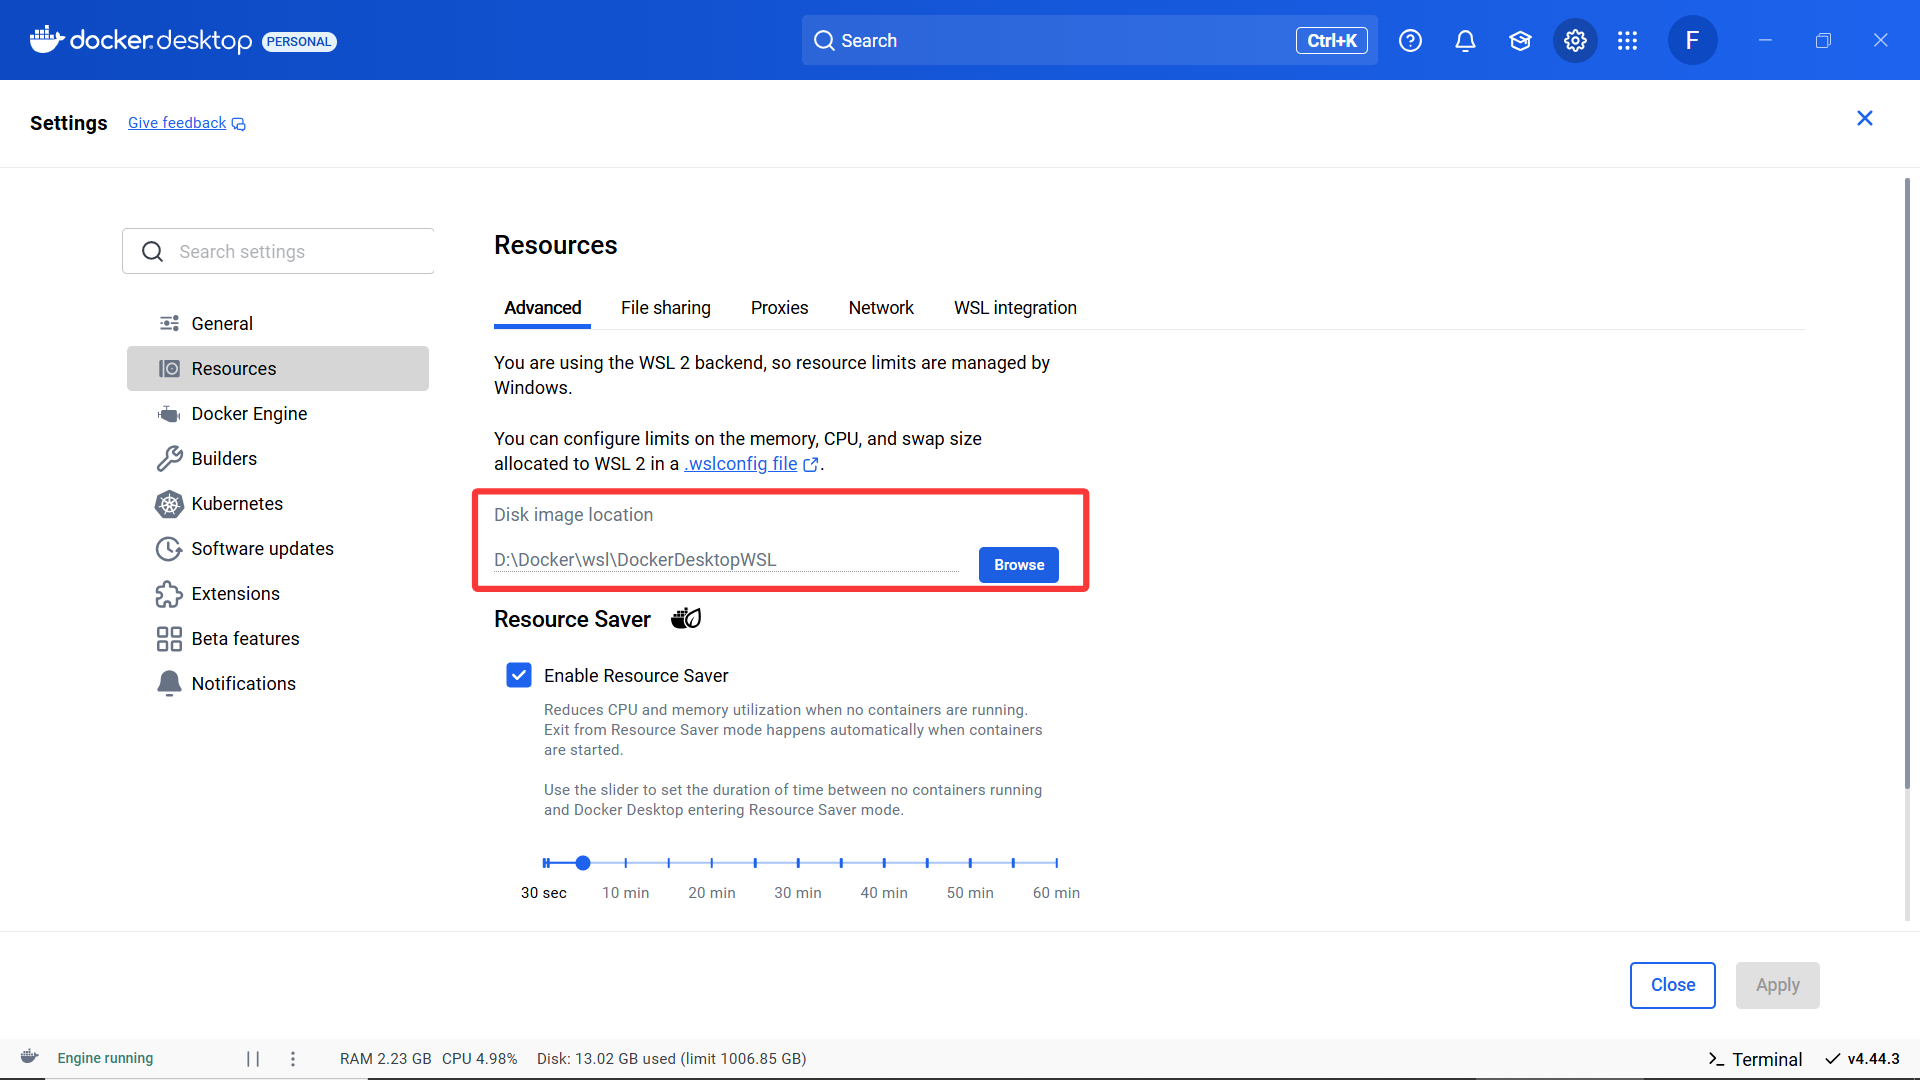 docker.desktop PERSONAL
Search
Ctrl+K
F
Settings
Give feedback
Search settings
General
Resources
Docker Engine
Builders
Kubernetes
Software updates
Extensions
Beta features
Notifications
Resources
Advanced
File sharing
Proxies
Network
WSL integration
You are using the WSL 2 backend, so resource limits are managed by
Windows.
You can configure limits on the memory, CPU, and swap size
allocated to WSL 2 in a .wslconfig file .
Disk image location
D:\Docker\wsl\DockerDesktopWSL
Browse
Resource Saver
Enable Resource Saver
Reduces CPU and memory utilization when no containers are running.
Exit from Resource Saver mode happens automatically when containers
are started.
Use the slider to set the duration of time between no containers running
and Docker Desktop entering Resource Saver mode.
30 sec
10 min
20 min
30 min
40 min
50 min
60 min
Close
Apply
Engine running
RAM 2.23 GB CPU 4.98%
Disk: 13.02 GB used (limit 1006.85 GB)
Terminal
v4.44.3